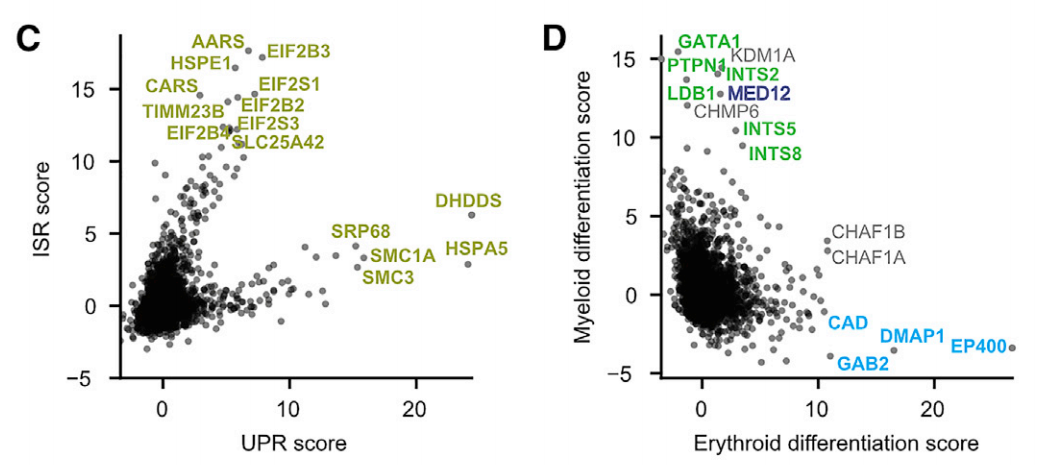 C
AARS
EIF2B3
HSPE1
CARS
EIF2S1
TIMM23B
EIF2B2
EIF2B4
EIF2S3
SLC25A42
DHDDS
SRP68
SMC1A
HSPA5
SMC3
15
10
5
0
−5
ISR score
0
10
20
UPR score
D
GATA1
KDM1A
PTPN1
INTS2
LDB1
MED12
CHMP6
INTS5
INTS8
CHAF1B
CHAF1A
CAD
DMAP1
EP400
GAB2
15
10
5
0
−5
Myeloid differentiation score
0
10
20
Erythroid differentiation score